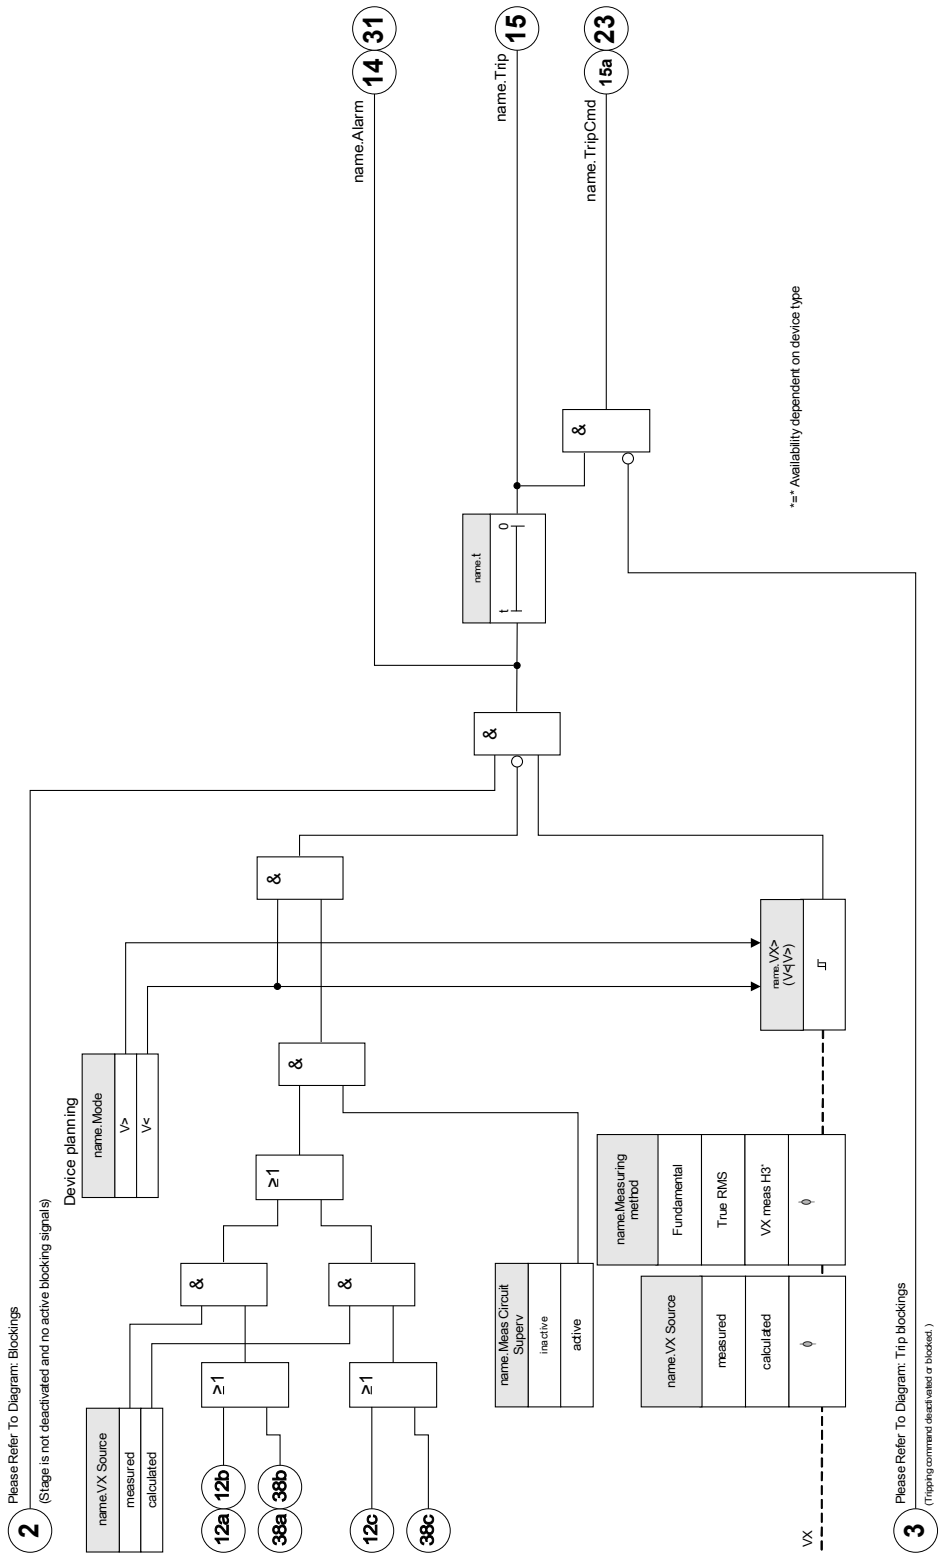 2
Please Refer To Diagram: Blockings
(Stage is not deactivated and no active blocking signals)
Device planning
name.Mode
V>
V<
name.VX Source
measured
calculated
12a
12b
38a
38b
12c
38c
≥1
≥1
&
&
≥1
&
&
name.Meas Circuit
Superv
inactive
active
name.VX Source
measured
calculated
φ
name.Measuring
method
Fundamental
True RMS
VX meas H3*
φ
VX
name.VX>
(V<|V>)
&
name.t
t
0
&
name.Alarm
14
31
name.Trip
15
name.TripCmd
15a
23
*=* Availability dependent on device type
3
Please Refer To Diagram: Trip blockings
(Tripping command deactivated or blocked.)